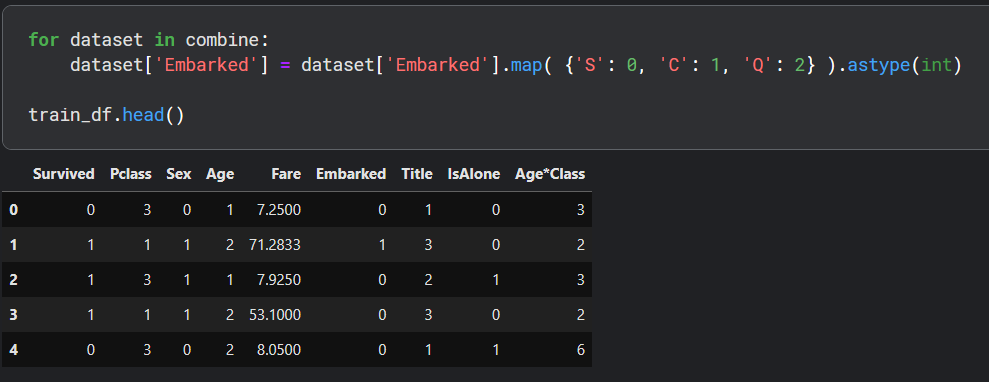 for dataset in combine:
    dataset['Embarked'] = dataset['Embarked'].map( {'S': 0, 'C': 1, 'Q': 2} ).astype(int)
train_df.head()
Survived Pclass Sex Age Fare Embarked Title IsAlone Age*Class
0 0 3 0 1 7.2500 0 1 0 3
1 1 1 1 2 71.2833 1 3 0 2
2 1 3 1 1 7.9250 0 2 1 3
3 1 1 1 2 53.1000 0 3 0 2
4 0 3 0 2 8.0500 0 1 1 6